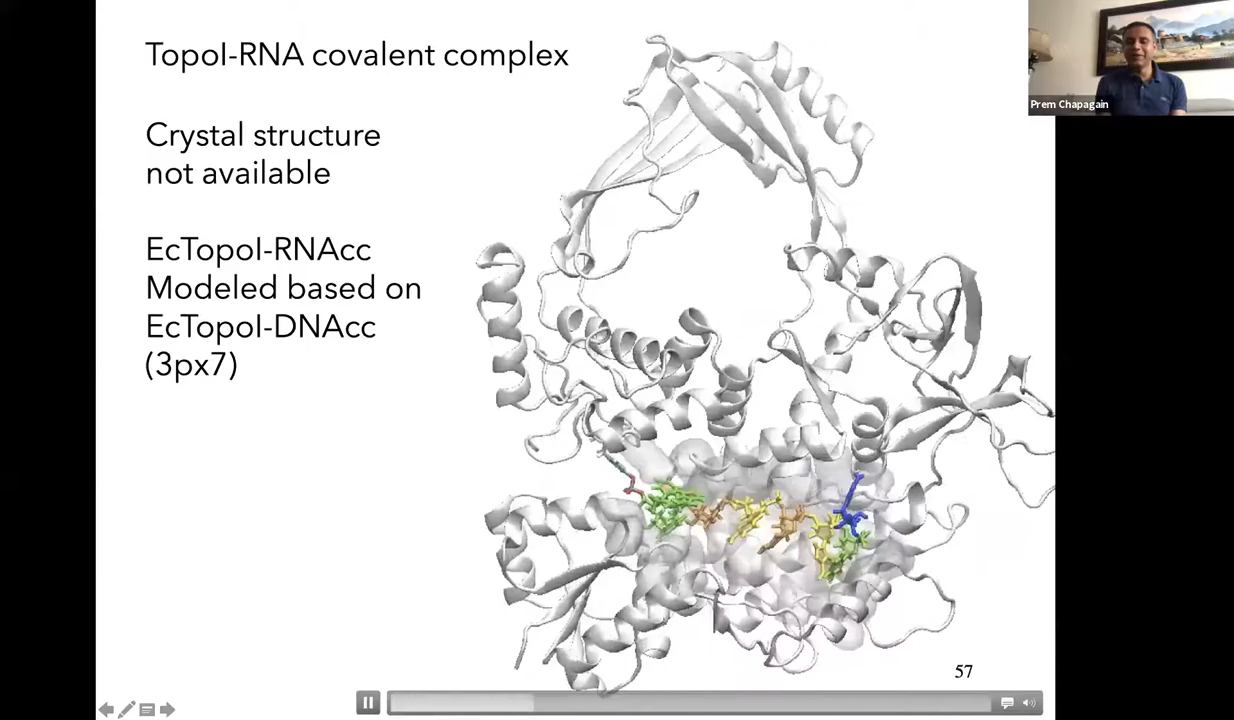 TopoI-RNA covalent complex
Crystal structure
not available
EcTopoI-RNAcc
Modeled based on
EcTopoI-DNAcc
(3px7)
57
Prem Chapagain